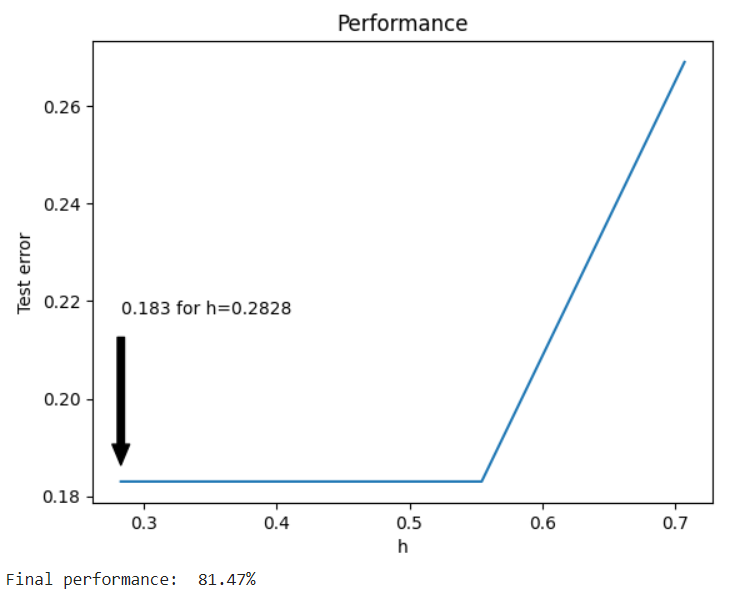 Performance
0.26
0.24
0.22
0.20
0.18
Test error
0.183 for h=0.2828
0.3 0.4 0.5 0.6 0.7
h
Final performance:  81.47%